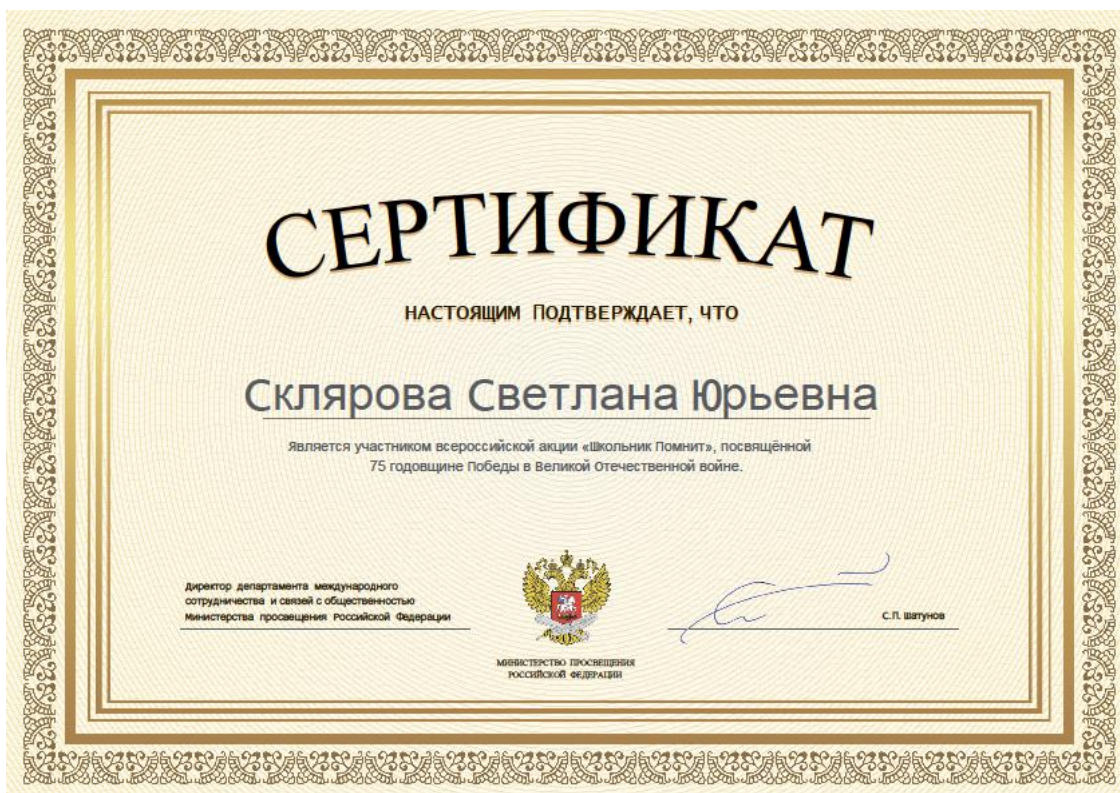 СЕРТИФИКАТ
НАСТОЯЩИМ ПОДТВЕРЖДАЕТ, ЧТО
Склярова Светлана Юрьевна
Является участником всероссийской акции «Школьник Помнит», посвящённой
75 годовщине Победы в Великой Отечественной войне.
Директор департамента международного
сотрудничества и связей с общественностью
Министерства просвещения Российской Федерации
С.П. Шатунов
МИНИСТЕРСТВО ПРОСВЕЩЕНИЯ
РОССИЙСКОЙ ФЕДЕРАЦИИ